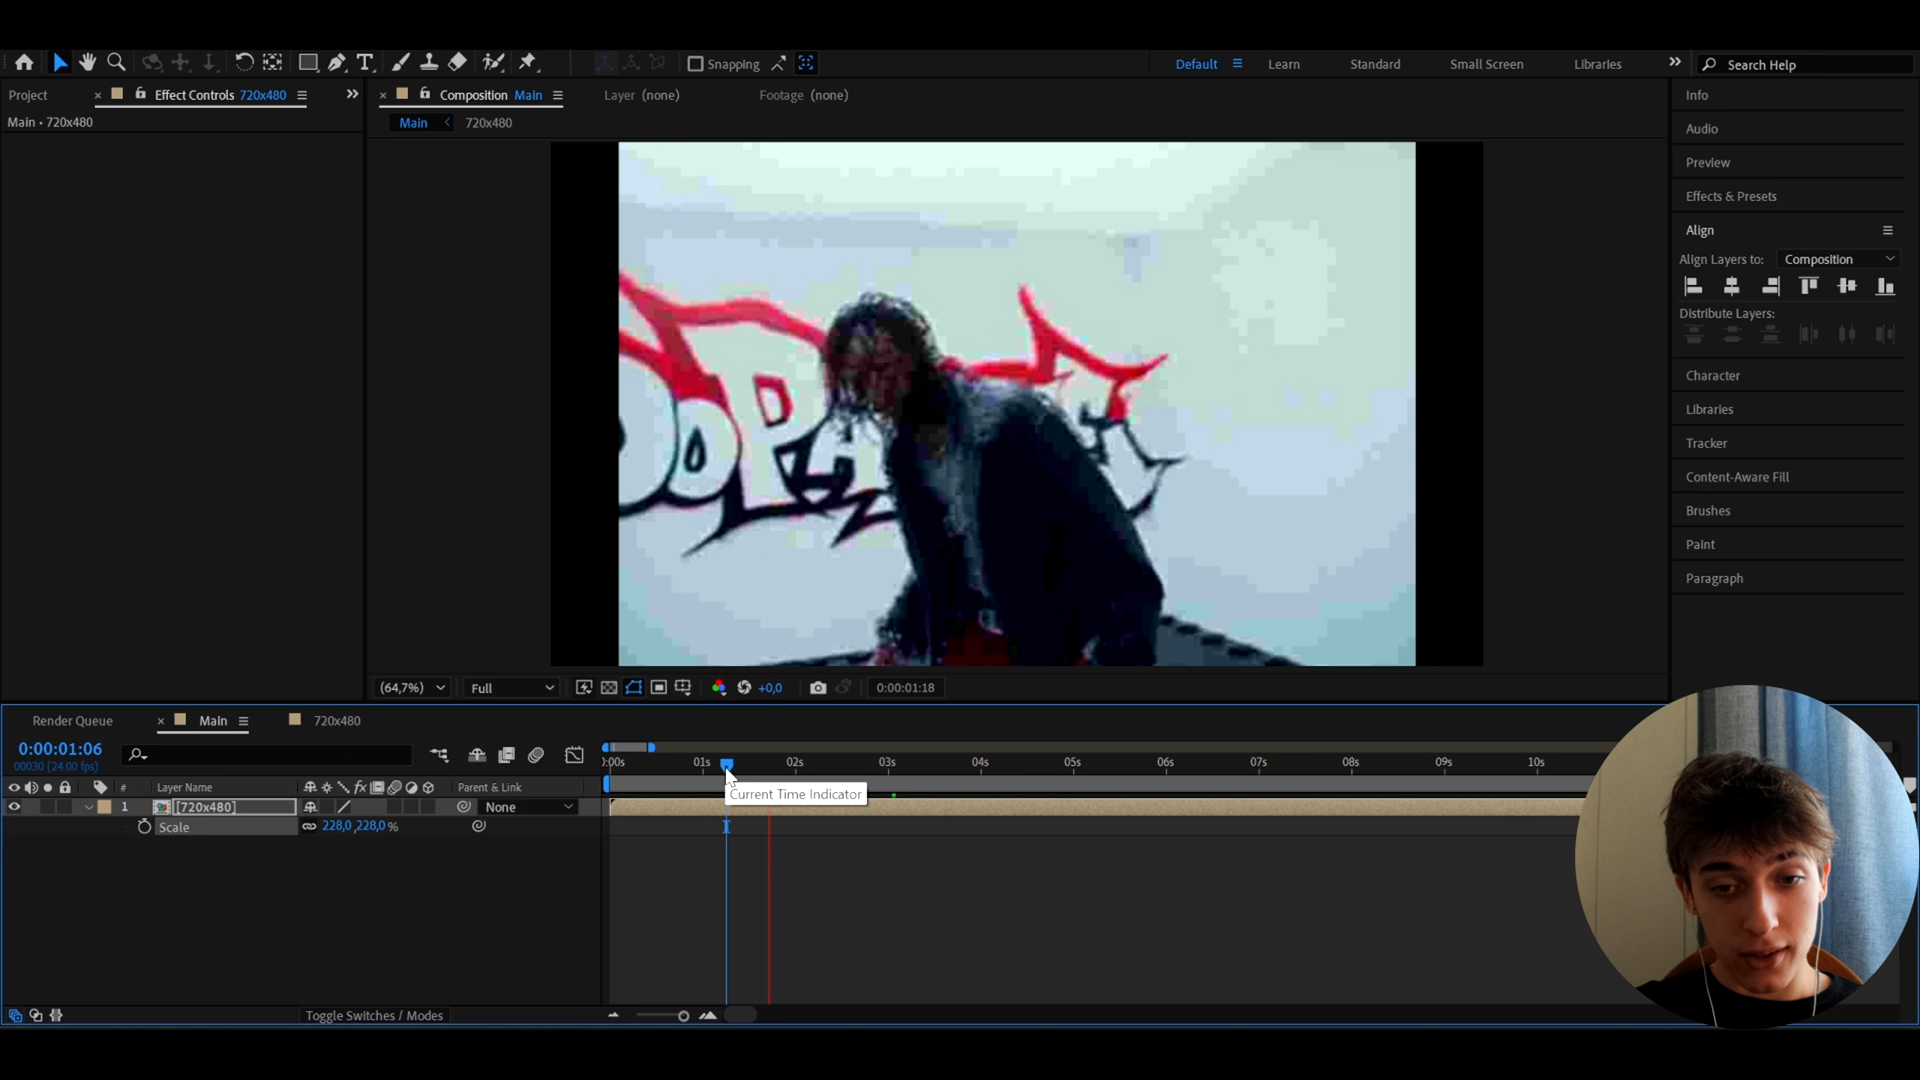 Snapping
Default
Learn
Standard
Small Screen
Libraries
Search Help
Project
Effect Controls 720x480
Composition Main
Layer (none)
Footage (none)
Main • 720x480
Main
720x480
Info
Audio
Preview
Effects & Presets
Align
Align Layers to:
Composition
Distribute Layers:
Character
Libraries
Tracker
Content-Aware Fill
Brushes
Paint
Paragraph
(64,7%)
Full
+0,0
0:00:01:18
Render Queue
Main
720x480
0:00:01:06
00030 (24.00 fps)
:00s 01s 02s 03s 04s 05s 06s 07s 08s 09s 10s
# Layer Name
fx
Parent & Link
Current Time Indicator
1 [720x480]
None
Scale
228,0,228,0%
Toggle Switches / Modes